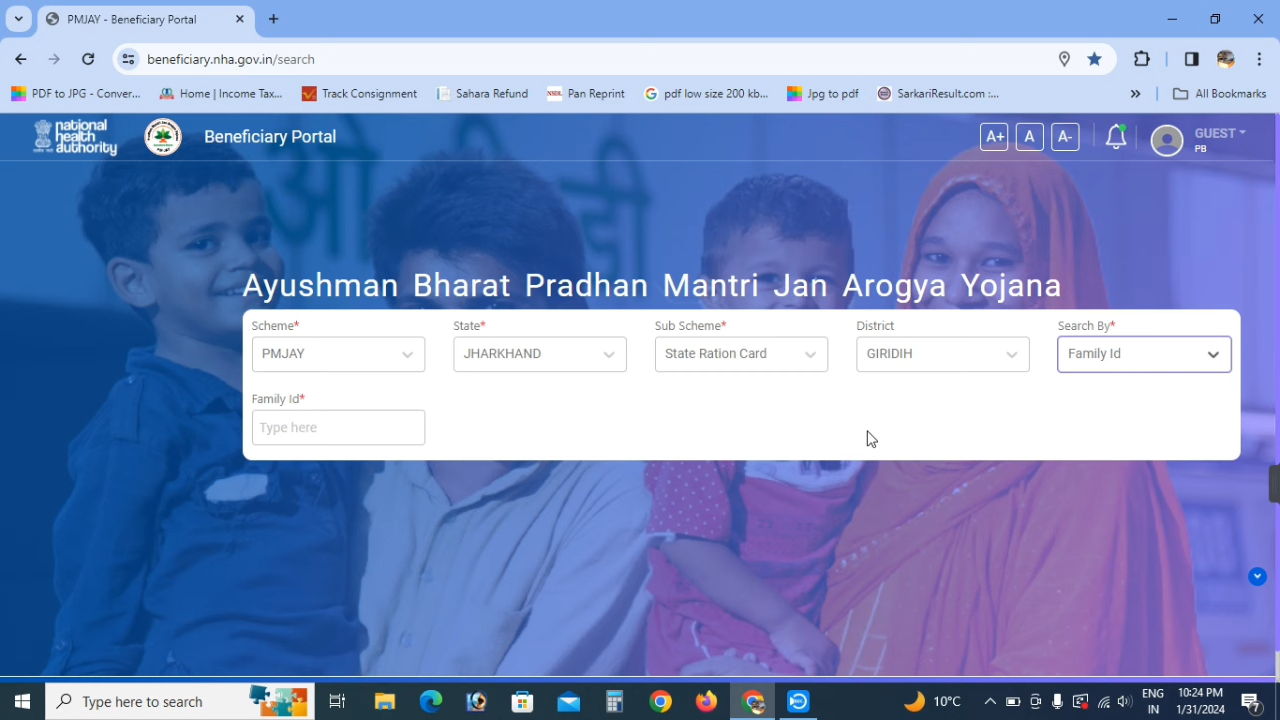 PMJAY - Beneficiary Portal
beneficiary.nha.gov.in/search
PDF to JPG - Conver... Home | Income Tax... Track Consignment Sahara Refund Pan Reprint pdf low size 200 kb... Jpg to pdf SarkariResult.com :... » All Bookmarks
national
health
authority
Beneficiary Portal
A+ A A-
GUEST
PB
Ayushman Bharat Pradhan Mantri Jan Arogya Yojana
Scheme* State* Sub Scheme* District Search By*
PMJAY JHARKHAND State Ration Card GIRIDIH Family Id
Family Id*
Type here
Type here to search
10°C
ENG
IN
10:24 PM
1/31/2024
7